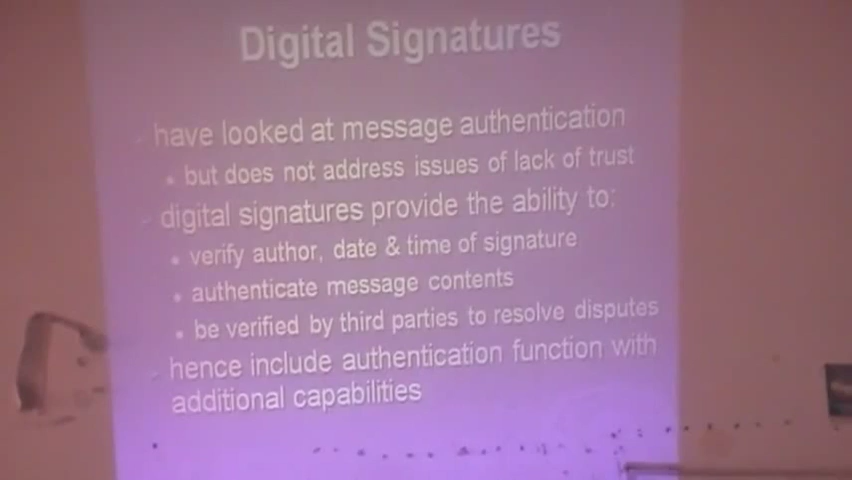 Digital Signatures
have looked at message authentication
• but does not address issues of lack of trust
digital signatures provide the ability to:
• verify author, date & time of signature
• authenticate message contents
• be verified by third parties to resolve disputes
hence include authentication function with
additional capabilities